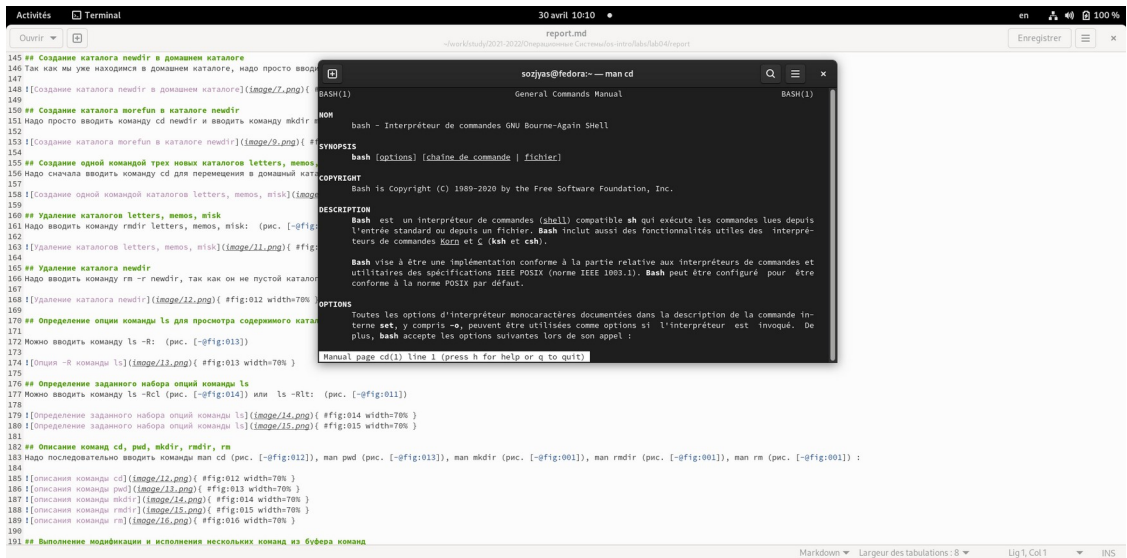 Activités Terminal 30 avril 10:10 en 100 %
Ouvrir report.md Enregistrer
~/work/study/2021-2022/Операционные Системы/os-intro/labs/lab04/report
145 ## Создание каталога newdir в домашнем каталоге
146 Так как мы уже находимся в домашнем каталоге, надо просто вводи
147
148 ![Создание каталога newdir в домашнем каталоге](image/7.png){ #
149
150 ## Создание каталога morefun в каталоге newdir
151 Надо просто вводить команду cd newdir и вводить команду mkdir m
152
153 ![Создание каталога morefun в каталоге newdir](image/9.png){ #f
154
155 ## Создание одной командой трех новых каталогов letters, memos,
156 Надо сначала вводить команду cd для перемещения в домашный ката
157
158 ![Создание одной командой каталогов letters, memos, misk](image
159
160 ## Удаление каталогов letters, memos, misk
161 Надо вводить команду rmdir letters, memos, misk: (рис. [-@fig:
162
163 ![Удаление каталогов letters, memos, misk](image/11.png){ #fig:
164
165 ## Удаление каталога newdir
166 Надо вводить команду rm -r newdir, так как он не пустой каталог
167
168 ![Удаление каталога newdir](image/12.png){ #fig:012 width=70% }
169
170 ## Определение опции команды ls для просмотра содержимого катал
171
172 Можно вводить команду ls -R: (рис. [-@fig:013])
173
174 ![Опция -R команды ls](image/13.png){ #fig:013 width=70% }
175
176 ## Определение заданного набора опций команды ls
177 Можно вводить команду ls -Rcl (рис. [-@fig:014]) или ls -Rlt: (рис. [-@fig:011])
178
179 ![Определение заданного набора опций команды ls](image/14.png){ #fig:014 width=70% }
180 ![Определение заданного набора опций команды ls](image/15.png){ #fig:015 width=70% }
181
182 ## Описание команд cd, pwd, mkdir, rmdir, rm
183 Надо последовательно вводить команды man cd (рис. [-@fig:012]), man pwd (рис. [-@fig:013]), man mkdir (рис. [-@fig:001]), man rmdir (рис. [-@fig:001]), man rm (рис. [-@fig:001]) :
184
185 ![описания команды cd](image/12.png){ #fig:012 width=70% }
186 ![описания команды pwd](image/13.png){ #fig:013 width=70% }
187 ![описания команды mkdir](image/14.png){ #fig:014 width=70% }
188 ![описания команды rmdir](image/15.png){ #fig:015 width=70% }
189 ![описания команды rm](image/16.png){ #fig:016 width=70% }
190
191 ## Выполнение модификации и исполнения нескольких команд из буфера команд
sozjyas@fedora:~ — man cd
BASH(1) General Commands Manual BASH(1)
NOM
bash - Interpréteur de commandes GNU Bourne-Again SHell
SYNOPSIS
bash [options] [chaîne de commande | fichier]
COPYRIGHT
Bash is Copyright (C) 1989-2020 by the Free Software Foundation, Inc.
DESCRIPTION
Bash est un interpréteur de commandes (shell) compatible sh qui exécute les commandes lues depuis
l'entrée standard ou depuis un fichier. Bash inclut aussi des fonctionnalités utiles des interpré‐
teurs de commandes Korn et C (ksh et csh).
Bash vise à être une implémentation conforme à la partie relative aux interpréteurs de commandes et
utilitaires des spécifications IEEE POSIX (norme IEEE 1003.1). Bash peut être configuré pour être
conforme à la norme POSIX par défaut.
OPTIONS
Toutes les options d'interpréteur monocaractères documentées dans la description de la commande in‐
terne set, y compris -o, peuvent être utilisées comme options si l'interpréteur est invoqué. De
plus, bash accepte les options suivantes lors de son appel :
Manual page cd(1) line 1 (press h for help or q to quit)
Markdown Largeur des tabulations : 8 Lig 1, Col 1 INS